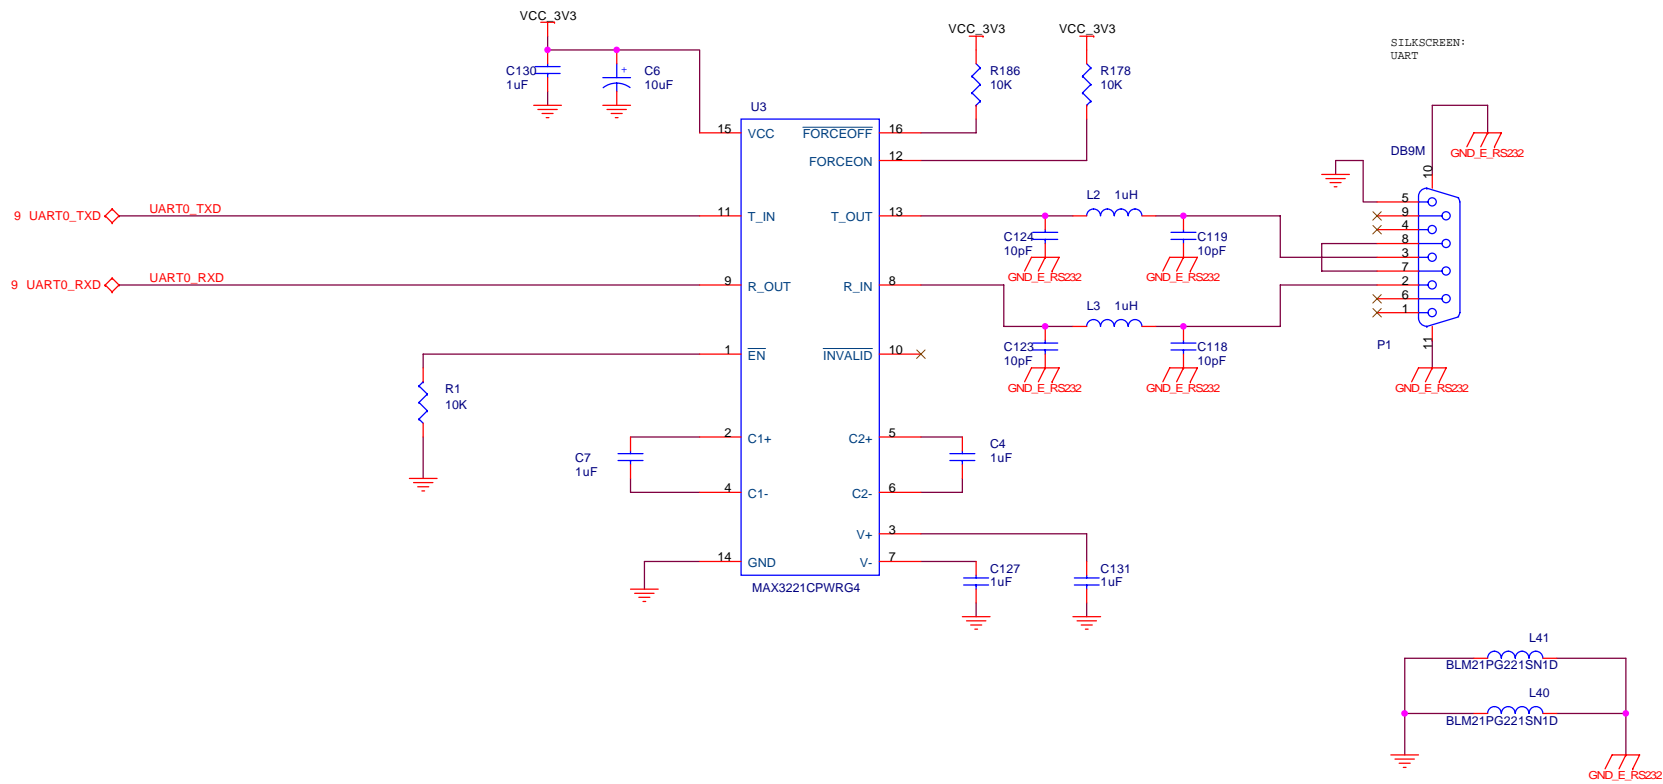 VCC_3V3
VCC_3V3 VCC_3V3
SILKSCREEN:
UART
C130
1uF
C6
10uF
R186
10K
R178
10K
U3
15 VCC
FORCEOFF 16
FORCEON 12
DB9M
10
GND_E_RS232
9 UART0_TXD
UART0_TXD
11 T_IN
T_OUT 13
L2 1uH
C124
10pF
GND_E_RS232
C119
10pF
GND_E_RS232
5
9
4
8
3
7
2
6
1
9 UART0_RXD
UART0_RXD
9 R_OUT
R_IN 8
L3 1uH
C123
10pF
GND_E_RS232
C118
10pF
GND_E_RS232
P1
11
GND_E_RS232
1 EN
INVALID 10
R1
10K
2 C1+
C2+ 5
C7
1uF
C4
1uF
4 C1-
C2- 6
V+ 3
14 GND
V- 7
C127
1uF
C131
1uF
MAX3221CPWRG4
L41
BLM21PG221SN1D
L40
BLM21PG221SN1D
GND_E_RS232